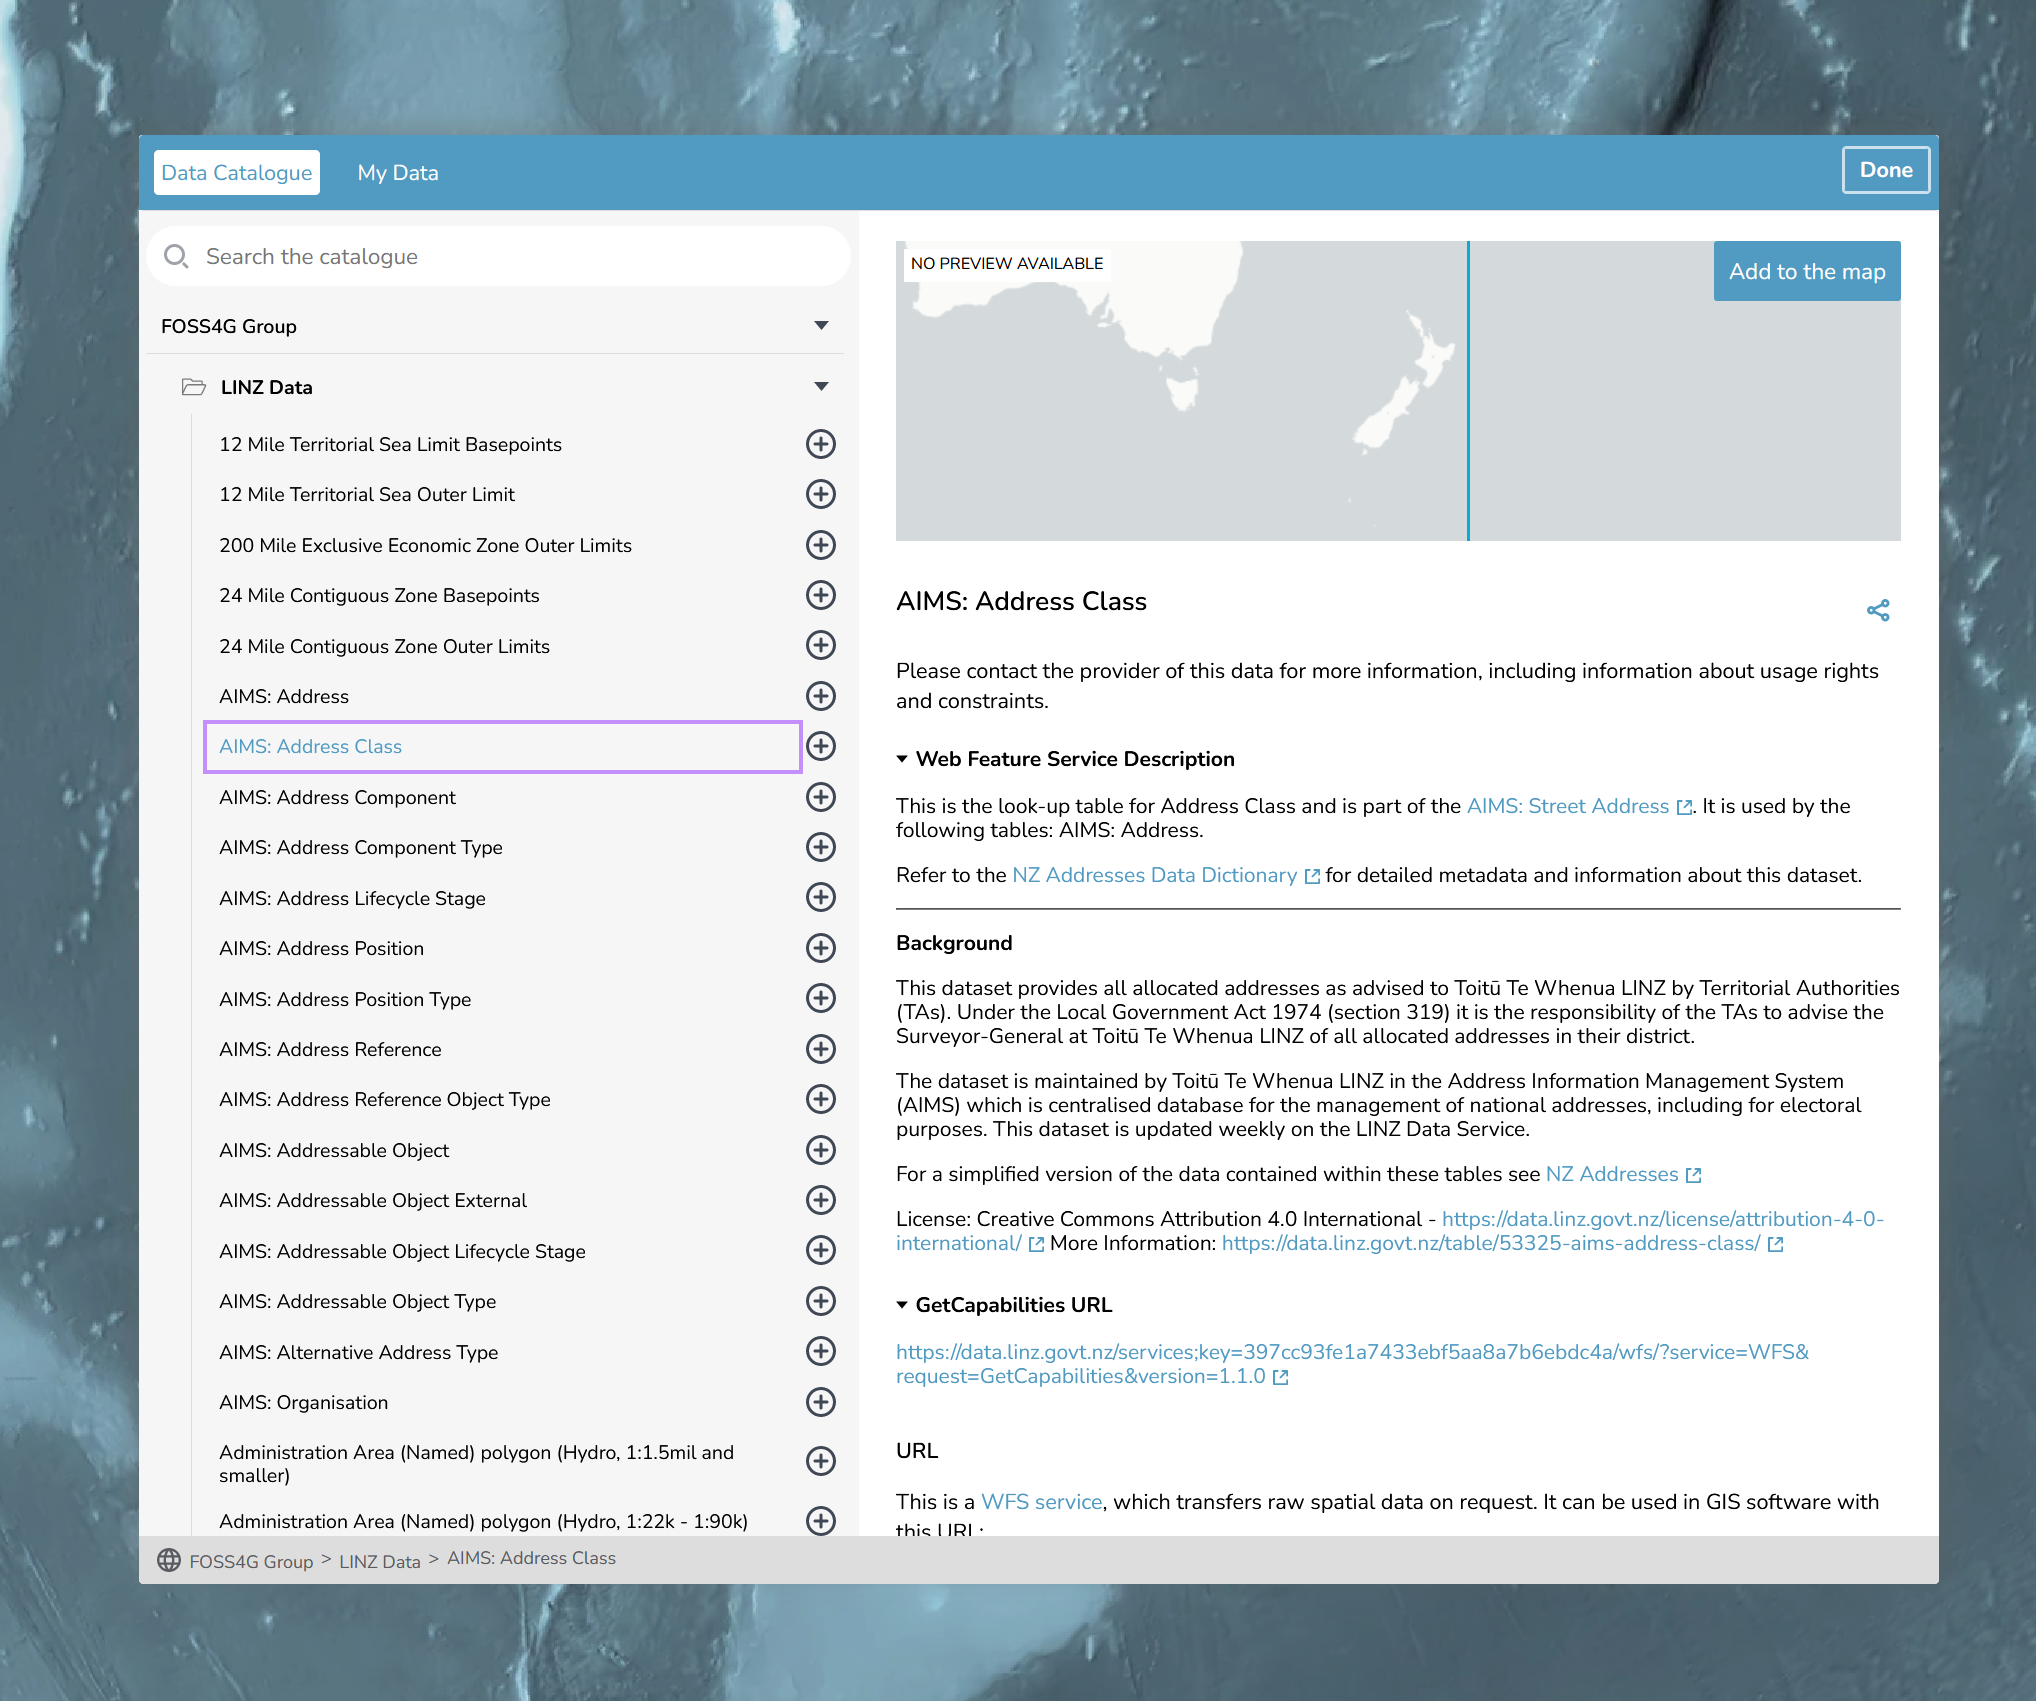 Data Catalogue
My Data
Done
Search the catalogue
FOSS4G Group
LINZ Data
12 Mile Territorial Sea Limit Basepoints
12 Mile Territorial Sea Outer Limit
200 Mile Exclusive Economic Zone Outer Limits
24 Mile Contiguous Zone Basepoints
24 Mile Contiguous Zone Outer Limits
AIMS: Address
AIMS: Address Class
AIMS: Address Component
AIMS: Address Component Type
AIMS: Address Lifecycle Stage
AIMS: Address Position
AIMS: Address Position Type
AIMS: Address Reference
AIMS: Address Reference Object Type
AIMS: Addressable Object
AIMS: Addressable Object External
AIMS: Addressable Object Lifecycle Stage
AIMS: Addressable Object Type
AIMS: Alternative Address Type
AIMS: Organisation
Administration Area (Named) polygon (Hydro, 1:1.5mil and
smaller)
Administration Area (Named) polygon (Hydro, 1:22k - 1:90k)
NO PREVIEW AVAILABLE
Add to the map
AIMS: Address Class
Please contact the provider of this data for more information, including information about usage rights
and constraints.
Web Feature Service Description
This is the look-up table for Address Class and is part of the AIMS: Street Address. It is used by the
following tables: AIMS: Address.
Refer to the NZ Addresses Data Dictionary for detailed metadata and information about this dataset.
Background
This dataset provides all allocated addresses as advised to Toitū Te Whenua LINZ by Territorial Authorities
(TAs). Under the Local Government Act 1974 (section 319) it is the responsibility of the TAs to advise the
Surveyor-General at Toitū Te Whenua LINZ of all allocated addresses in their district.
The dataset is maintained by Toitū Te Whenua LINZ in the Address Information Management System
(AIMS) which is centralised database for the management of national addresses, including for electoral
purposes. This dataset is updated weekly on the LINZ Data Service.
For a simplified version of the data contained within these tables see NZ Addresses
License: Creative Commons Attribution 4.0 International - https://data.linz.govt.nz/license/attribution-4-0-
international/ More Information: https://data.linz.govt.nz/table/53325-aims-address-class/
GetCapabilities URL
https://data.linz.govt.nz/services;key=397cc93fe1a7433ebf5aa8a7b6ebdc4a/wfs/?service=WFS&
request=GetCapabilities&version=1.1.0
URL
This is a WFS service, which transfers raw spatial data on request. It can be used in GIS software with
this URL:
FOSS4G Group > LINZ Data > AIMS: Address Class